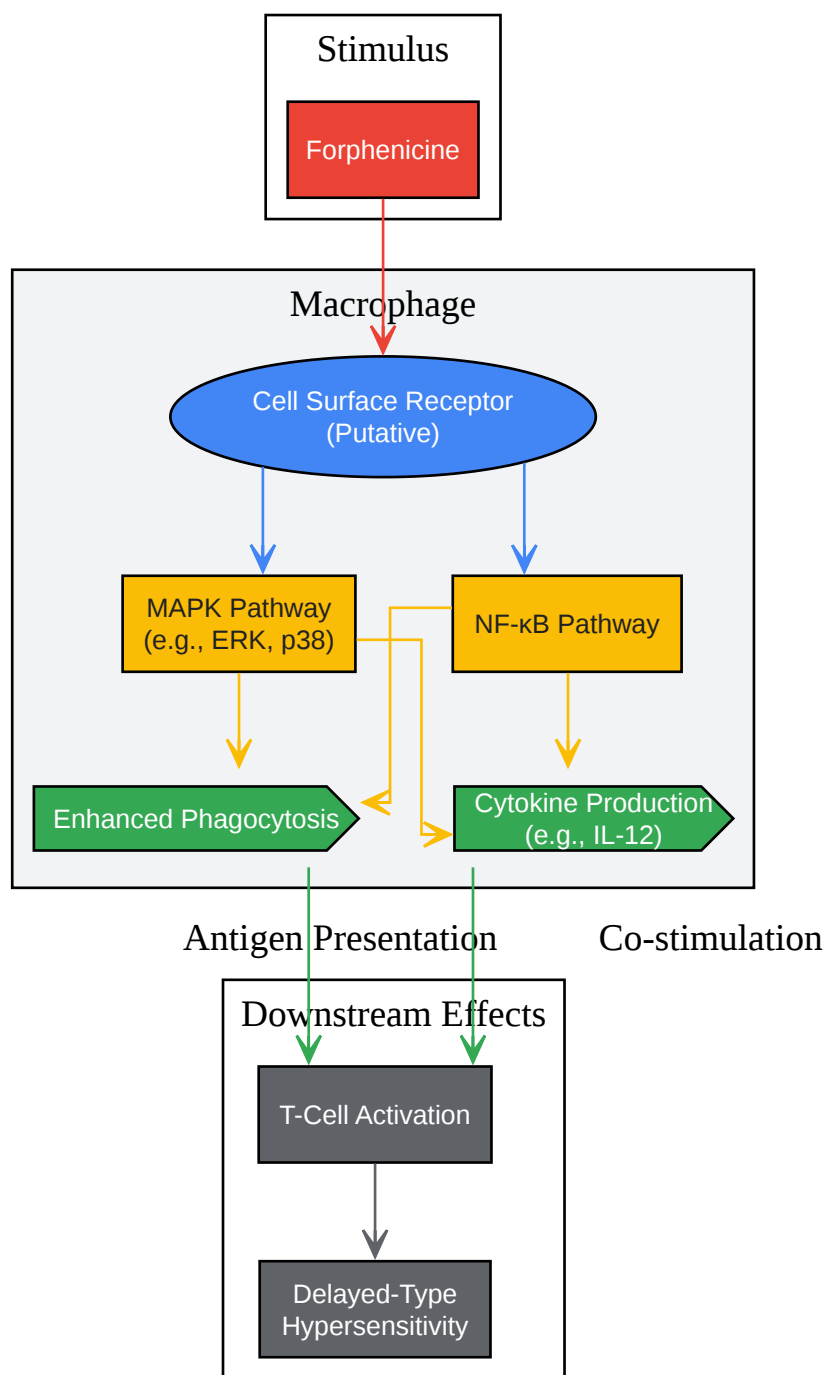 Stimulus
Forphenicine
Macrophage
Cell Surface Receptor
(Putative)
MAPK Pathway
(e.g., ERK, p38)
NF-κB Pathway
Enhanced Phagocytosis
Cytokine Production
(e.g., IL-12)
Antigen Presentation
Co-stimulation
Downstream Effects
T-Cell Activation
Delayed-Type
Hypersensitivity